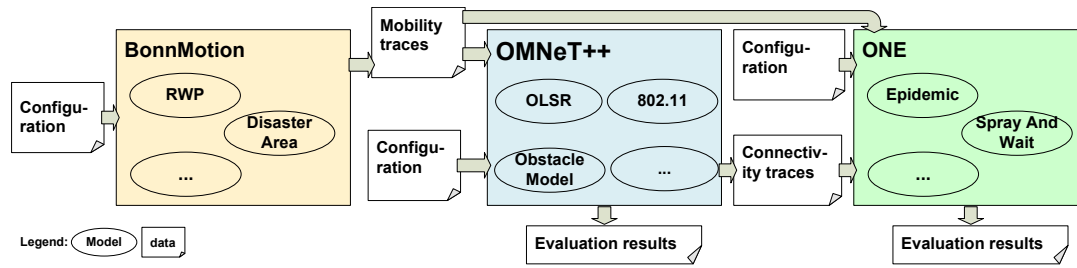 Configu-
ration
BonnMotion
RWP
Disaster
Area
...
Mobility
traces
Configu-
ration
OMNeT++
OLSR
802.11
Obstacle
Model
...
Evaluation results
Configu-
ration
Connectiv-
ity traces
ONE
Epidemic
Spray And
Wait
...
Evaluation results
Legend:
Model
data